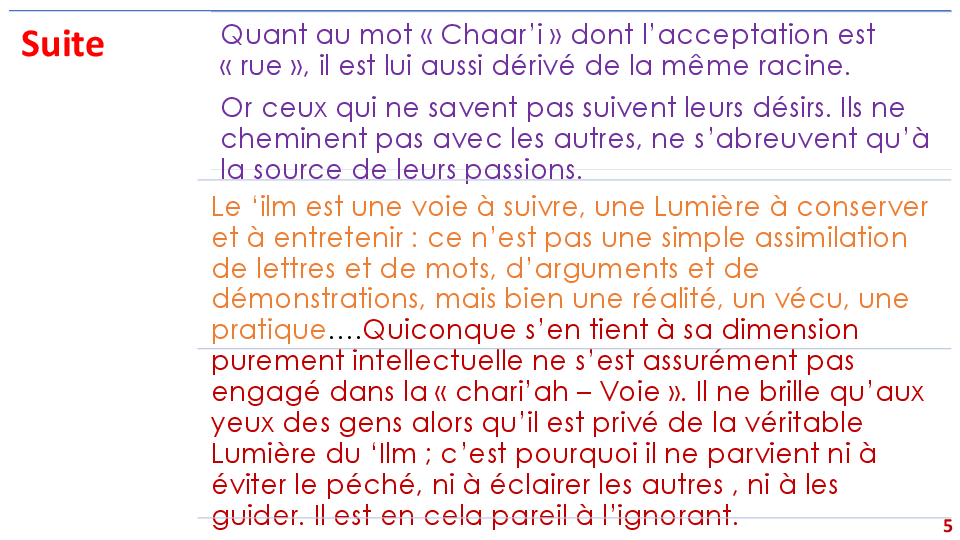 Suite
Quant au mot « Chaar’i » dont l’acceptation est
« rue », il est lui aussi dérivé de la même racine.
Or ceux qui ne savent pas suivent leurs désirs. Ils ne
cheminent pas avec les autres, ne s’abreuvent qu’à
la source de leurs passions.
Le ‘ilm est une voie à suivre, une Lumière à conserver
et à entretenir : ce n’est pas une simple assimilation
de lettres et de mots, d’arguments et de
démonstrations, mais bien une réalité, un vécu, une
pratique….Quiconque s’en tient à sa dimension
purement intellectuelle ne s’est assurément pas
engagé dans la « chari’ah – Voie ». Il ne brille qu’aux
yeux des gens alors qu’il est privé de la véritable
Lumière du ‘Ilm ; c’est pourquoi il ne parvient ni à
éviter le péché, ni à éclairer les autres , ni à les
guider. Il est en cela pareil à l’ignorant.
5